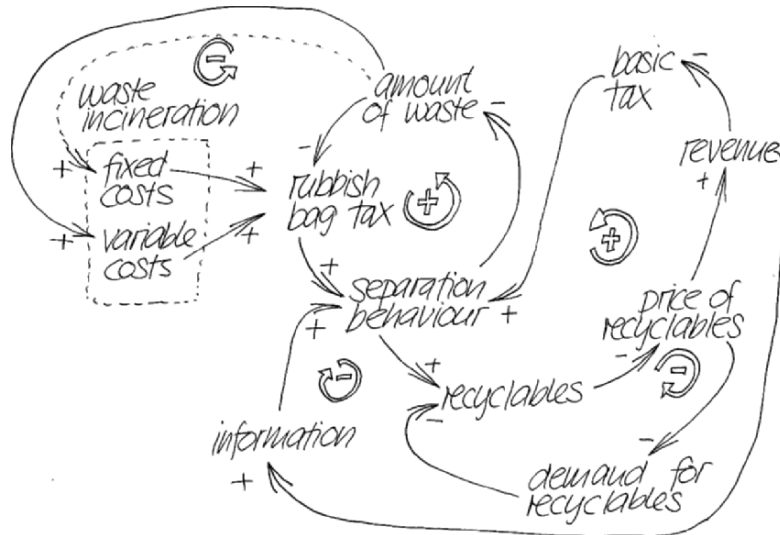 waste
incineration
fixed
costs
variable
costs
amount
of waste
rubbish
bag tax
separation
behaviour
information
basic
tax
revenue
price of
recyclables
recyclables
demand for
recyclables
+
+
+
+
-
-
+
+
+
+
-
+
-
-
-
+
-
-
+
+
-
-